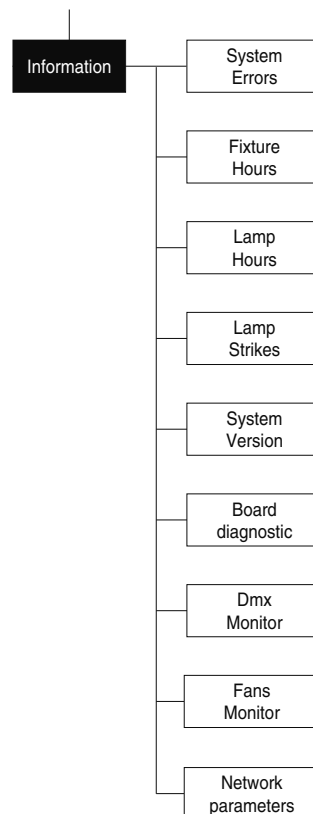 Information
System
Errors
Fixture
Hours
Lamp
Hours
Lamp
Strikes
System
Version
Board
diagnostic
Dmx
Monitor
Fans
Monitor
Network
parameters